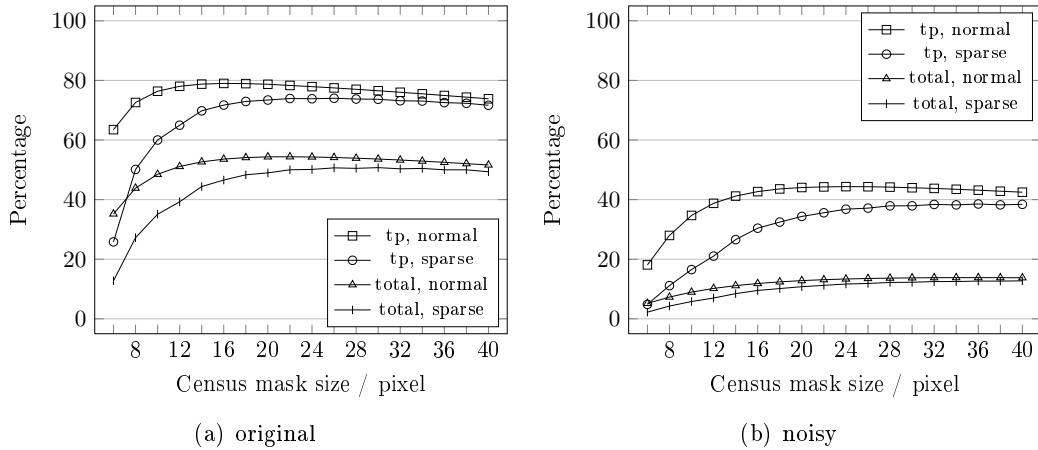 100
80
60
40
20
0
Percentage
8 12 16 20 24 28 32 36 40
Census mask size / pixel
tp, normal
tp, sparse
total, normal
total, sparse
(a) original
100
80
60
40
20
0
Percentage
8 12 16 20 24 28 32 36 40
Census mask size / pixel
tp, normal
tp, sparse
total, normal
total, sparse
(b) noisy